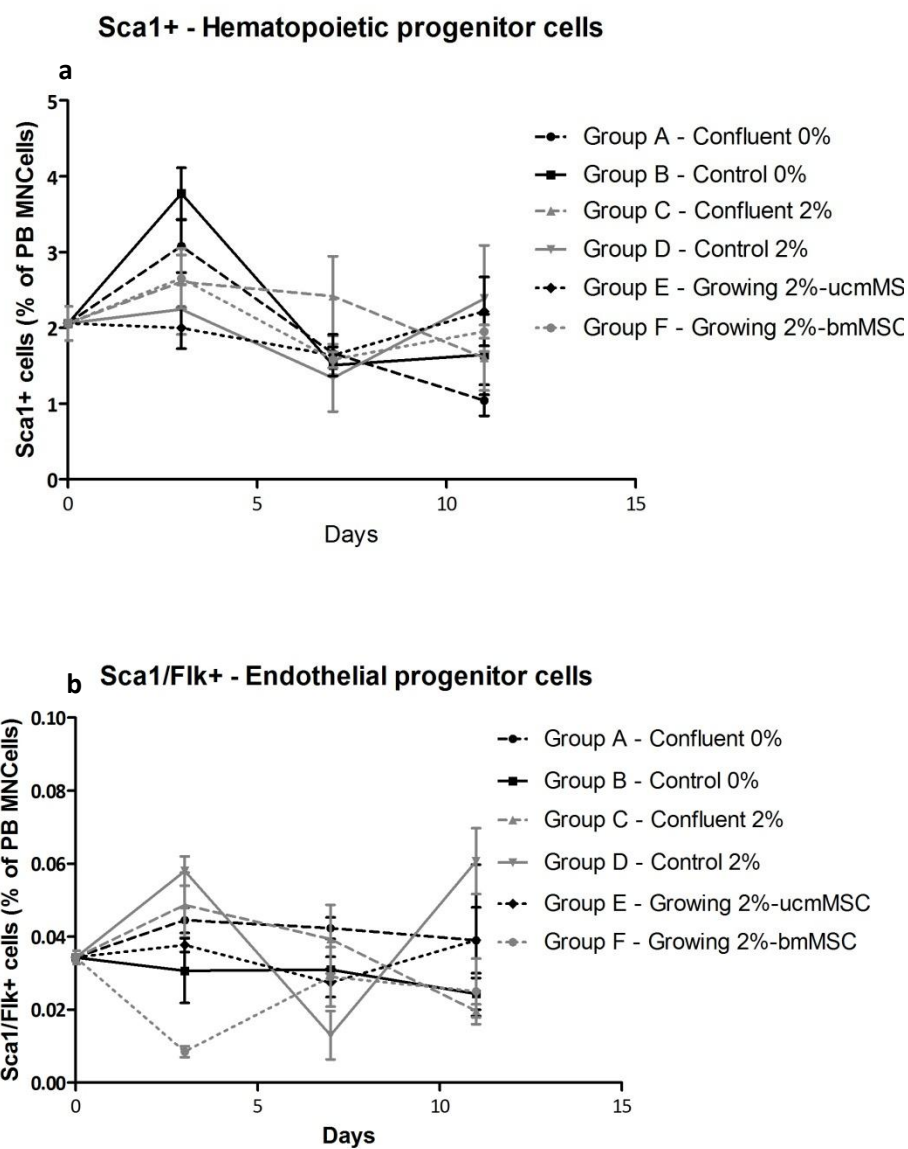 Sca1+ - Hematopoietic progenitor cells
a
Sca1+ cells (% of PB MNCells)
5
4
3
2
1
0
0 5 10 15
Days
Group A - Confluent 0%
Group B - Control 0%
Group C - Confluent 2%
Group D - Control 2%
Group E - Growing 2%-ucmMS
Group F - Growing 2%-bmMSC
b Sca1/Flk+ - Endothelial progenitor cells
Sca1/Flk+ cells (% of PB MNCells)
0.10
0.08
0.06
0.04
0.02
0.00
0 5 10 15
Days
Group A - Confluent 0%
Group B - Control 0%
Group C - Confluent 2%
Group D - Control 2%
Group E - Growing 2%-ucmMSC
Group F - Growing 2%-bmMSC